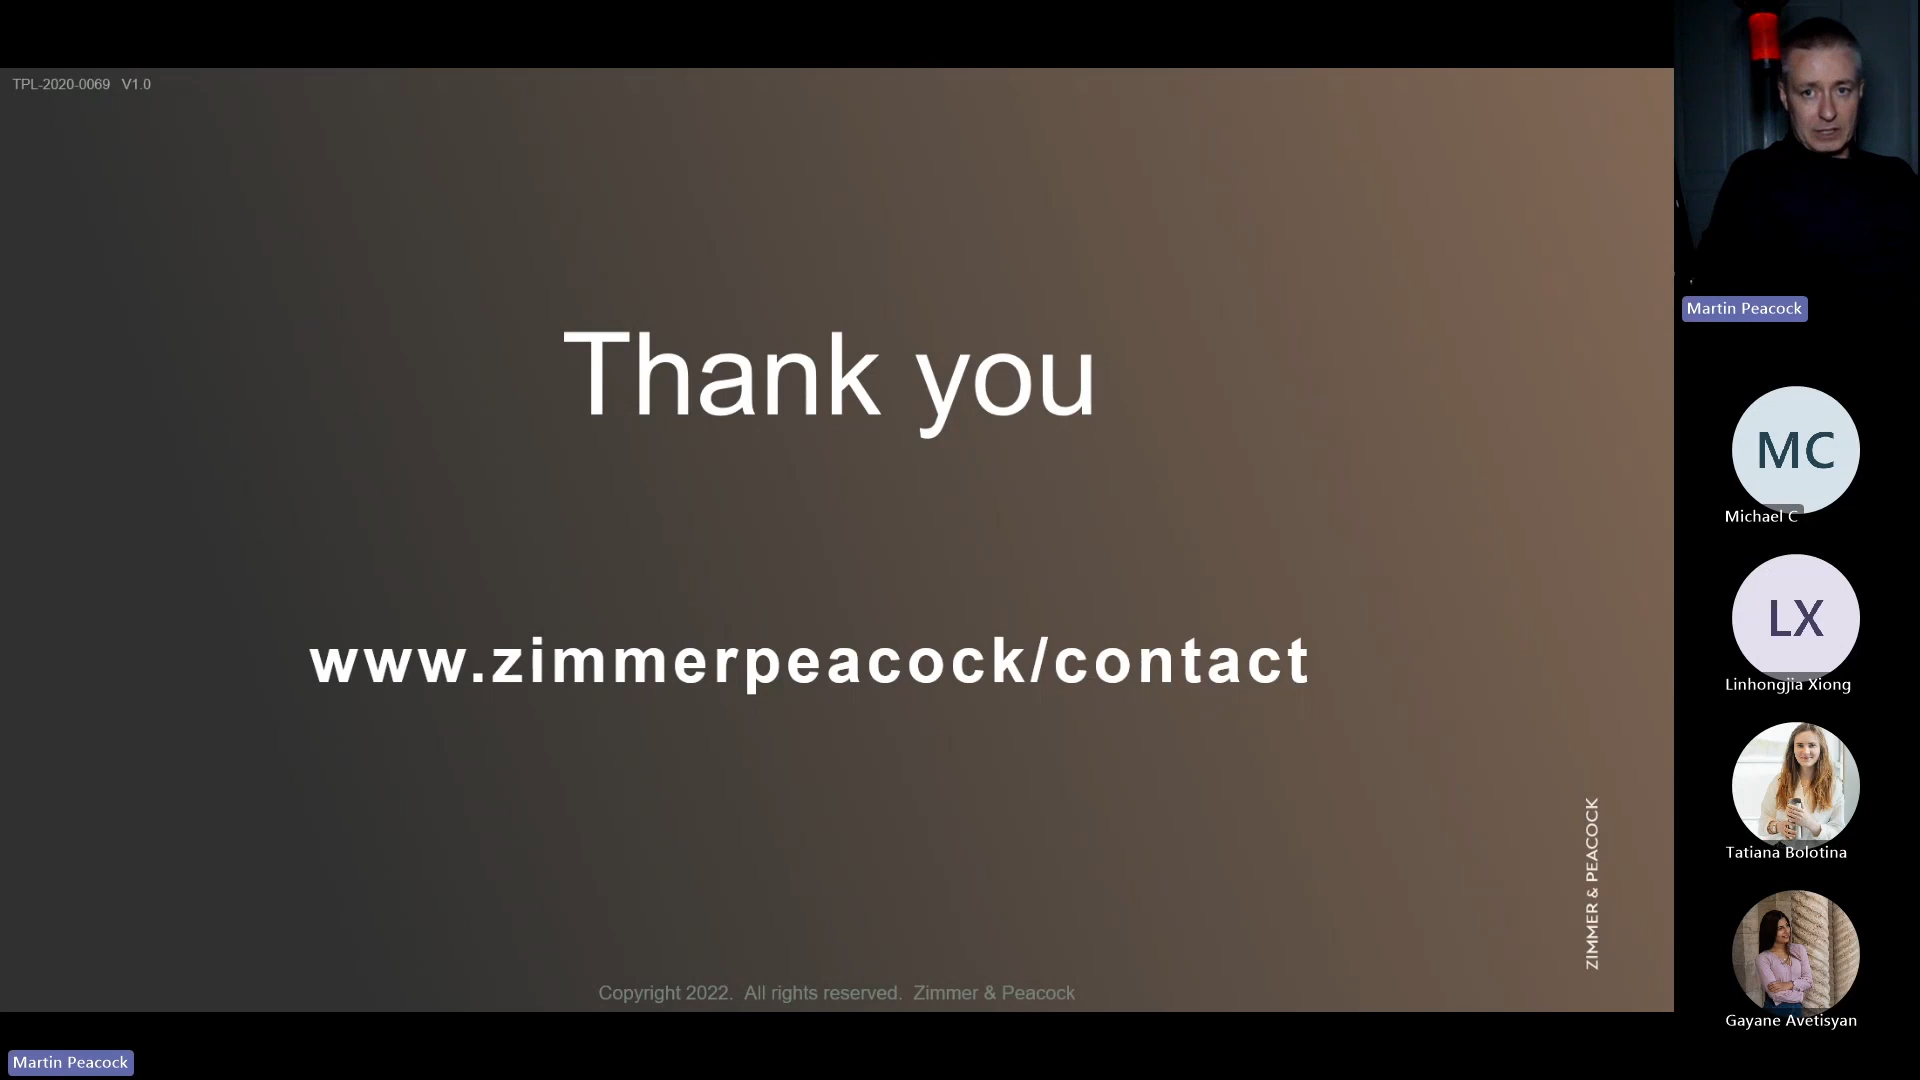 TPL-2020-0069 V1.0
Thank you
www.zimmerpeacock/contact
ZIMMER & PEACOCK
Copyright 2022. All rights reserved. Zimmer & Peacock
Martin Peacock
Martin Peacock
MC
Michael C
LX
Linhongjia Xiong
Tatiana Bolotina
Gayane Avetisyan